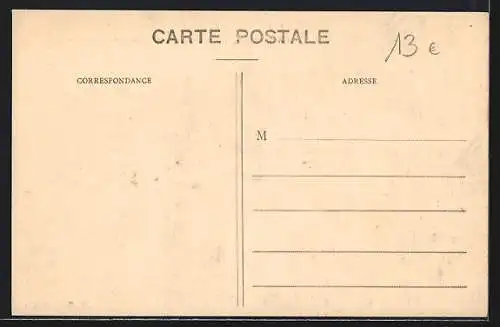 CARTE POSTALE
13 €
CORRESPONDANCE
ADRESSE
M